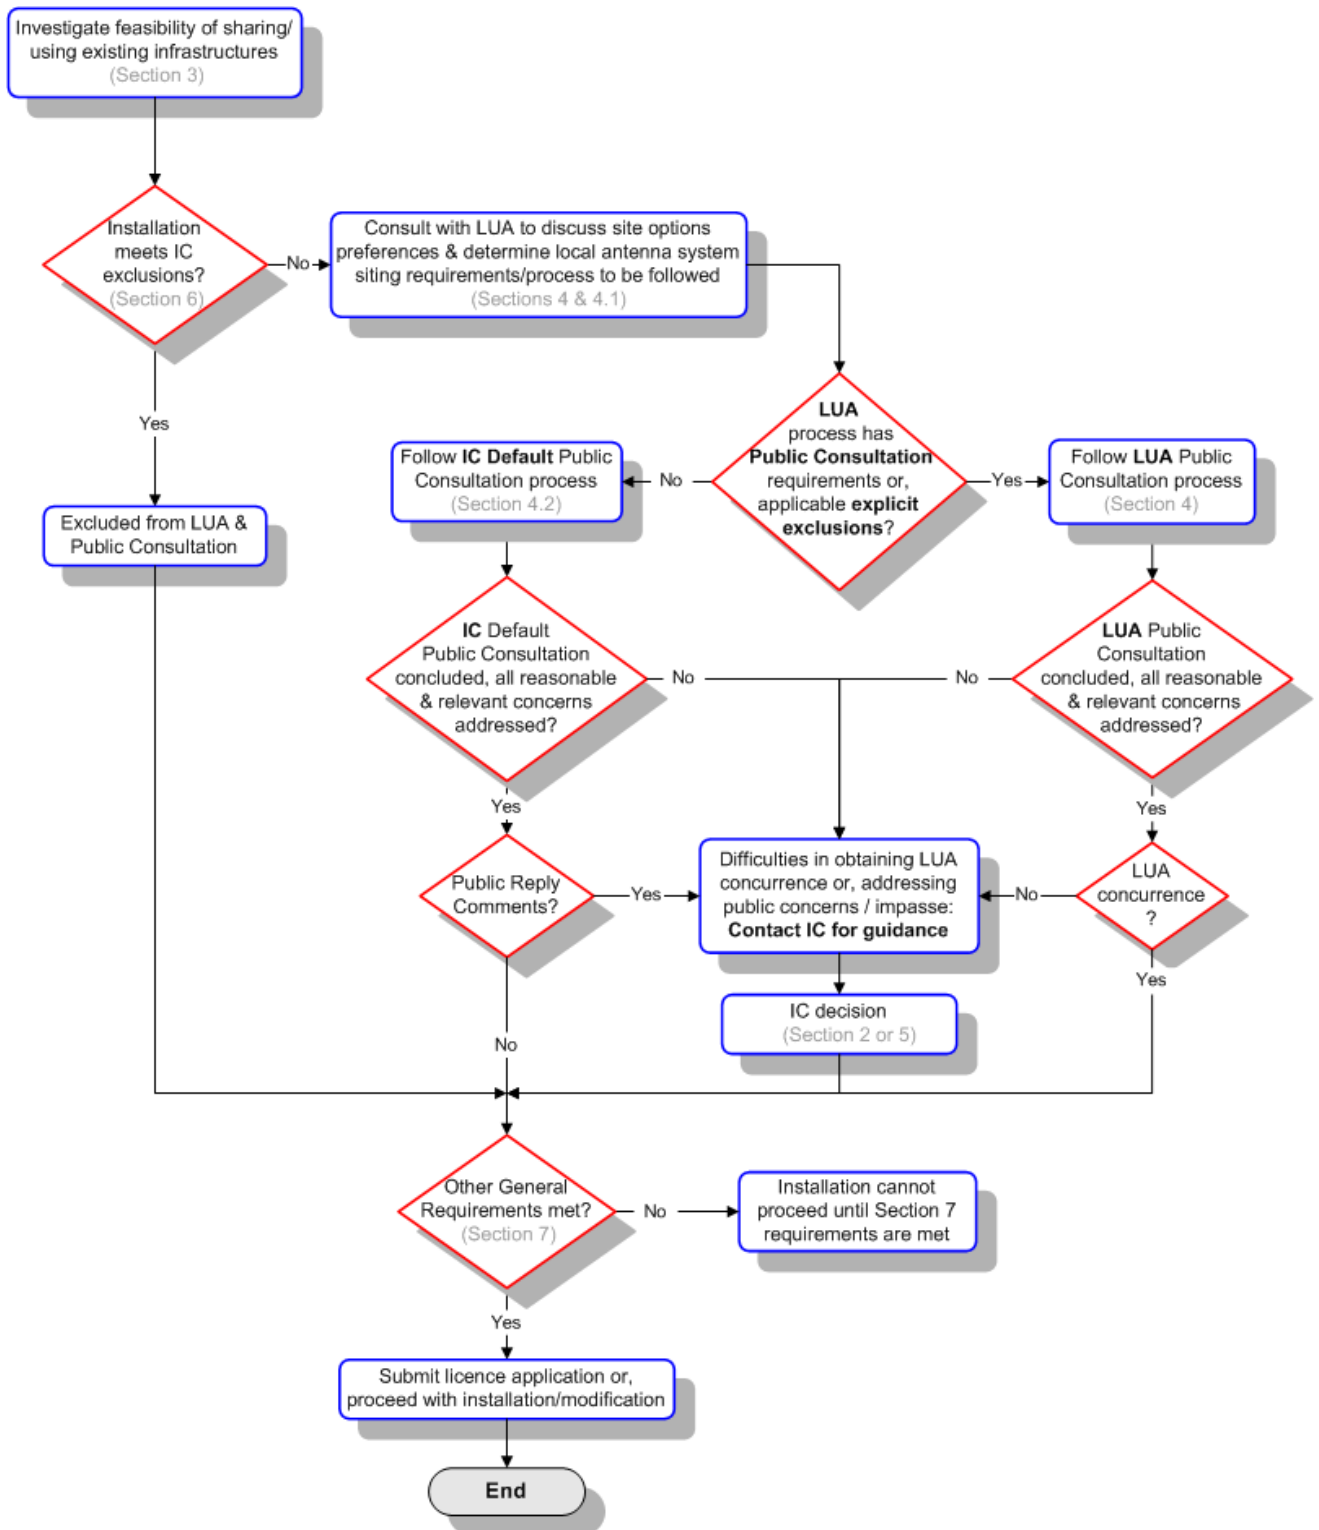 Investigate feasibility of sharing/
using existing infrastructures
(Section 3)
Installation
meets IC
exclusions?
(Section 6)
No
Consult with LUA to discuss site options
preferences & determine local antenna system
siting requirements/process to be followed
(Sections 4 & 4.1)
Yes
Excluded from LUA &
Public Consultation
LUA
process has
Public Consultation
requirements or,
applicable explicit
exclusions?
No
Follow IC Default Public
Consultation process
(Section 4.2)
Yes
Follow LUA Public
Consultation process
(Section 4)
IC Default
Public Consultation
concluded, all reasonable
& relevant concerns
addressed?
No
No
LUA Public
Consultation
concluded, all reasonable
& relevant concerns
addressed?
Yes
Yes
Public Reply
Comments?
Yes
Difficulties in obtaining LUA
concurrence or, addressing
public concerns / impasse:
Contact IC for guidance
No
LUA
concurrence
?
Yes
IC decision
(Section 2 or 5)
No
Other General
Requirements met?
(Section 7)
No
Installation cannot
proceed until Section 7
requirements are met
Yes
Submit licence application or,
proceed with installation/modification
End